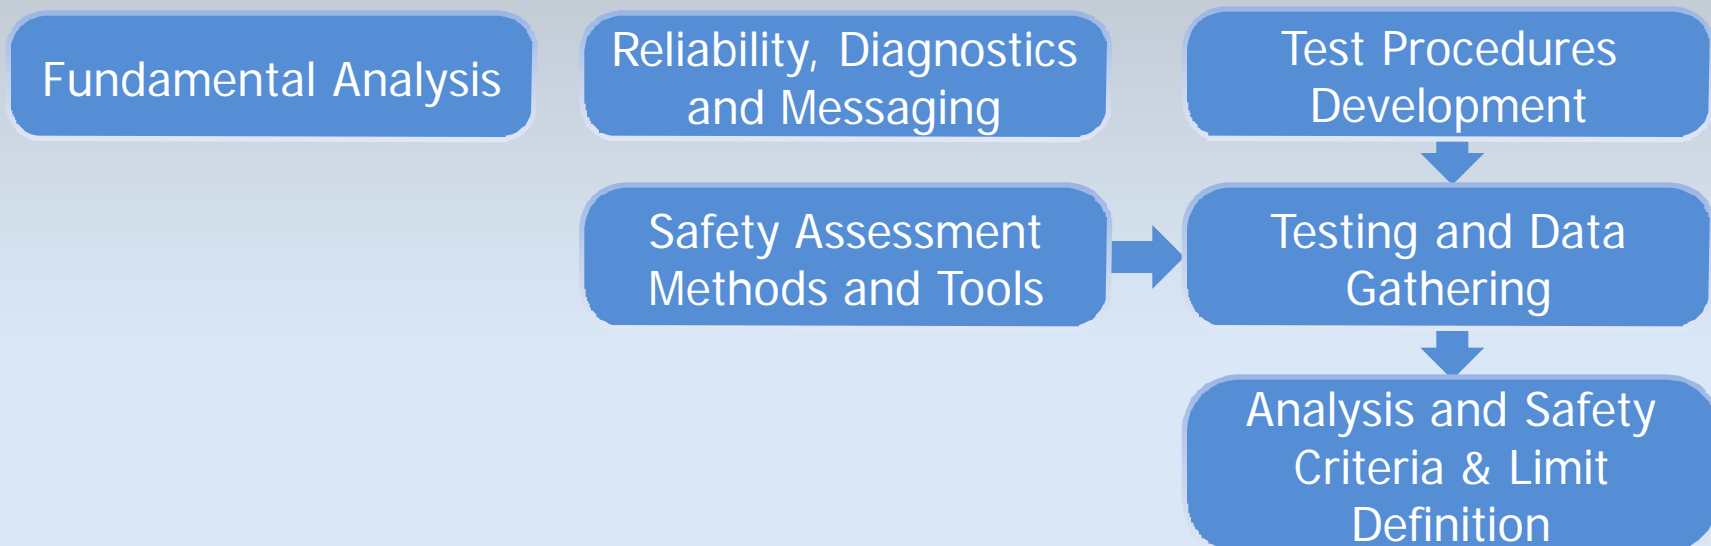 Fundamental Analysis
Reliability, Diagnostics
and Messaging
Test Procedures
Development
Safety Assessment
Methods and Tools
Testing and Data
Gathering
Analysis and Safety
Criteria & Limit
Definition